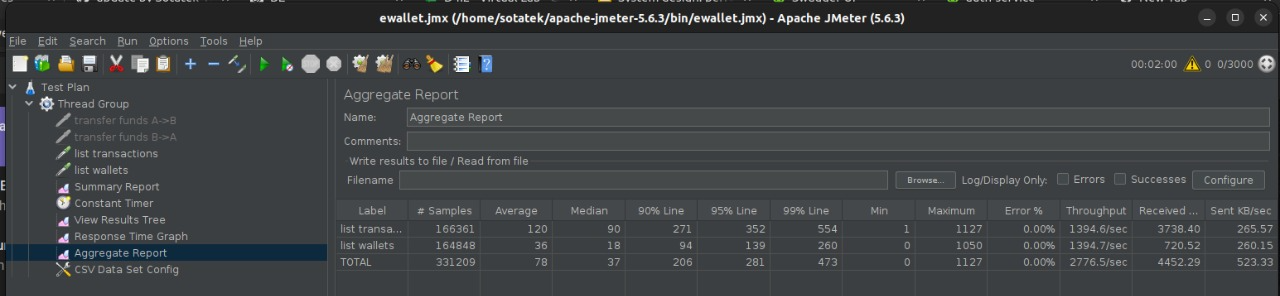 ewallet.jmx (/home/sotatek/apache-jmeter-5.6.3/bin/ewallet.jmx) - Apache JMeter (5.6.3)
File Edit Search Run Options Tools Help
00:02:00 0 0/3000
Test Plan
Thread Group
transfer funds A->B
transfer funds B->A
list transactions
list wallets
Summary Report
Constant Timer
View Results Tree
Response Time Graph
Aggregate Report
CSV Data Set Config
Aggregate Report
Name: Aggregate Report
Comments:
Write results to file / Read from file
Filename Browse... Log/Display Only: Errors Successes Configure
Label # Samples Average Median 90% Line 95% Line 99% Line Min Maximum Error % Throughput Received ... Sent KB/sec
list transa... 166361 120 90 271 352 554 1 1127 0.00% 1394.6/sec 3738.40 265.57
list wallets 164848 36 18 94 139 260 0 1050 0.00% 1394.7/sec 720.52 260.15
TOTAL 331209 78 37 206 281 473 0 1127 0.00% 2776.5/sec 4452.29 523.33